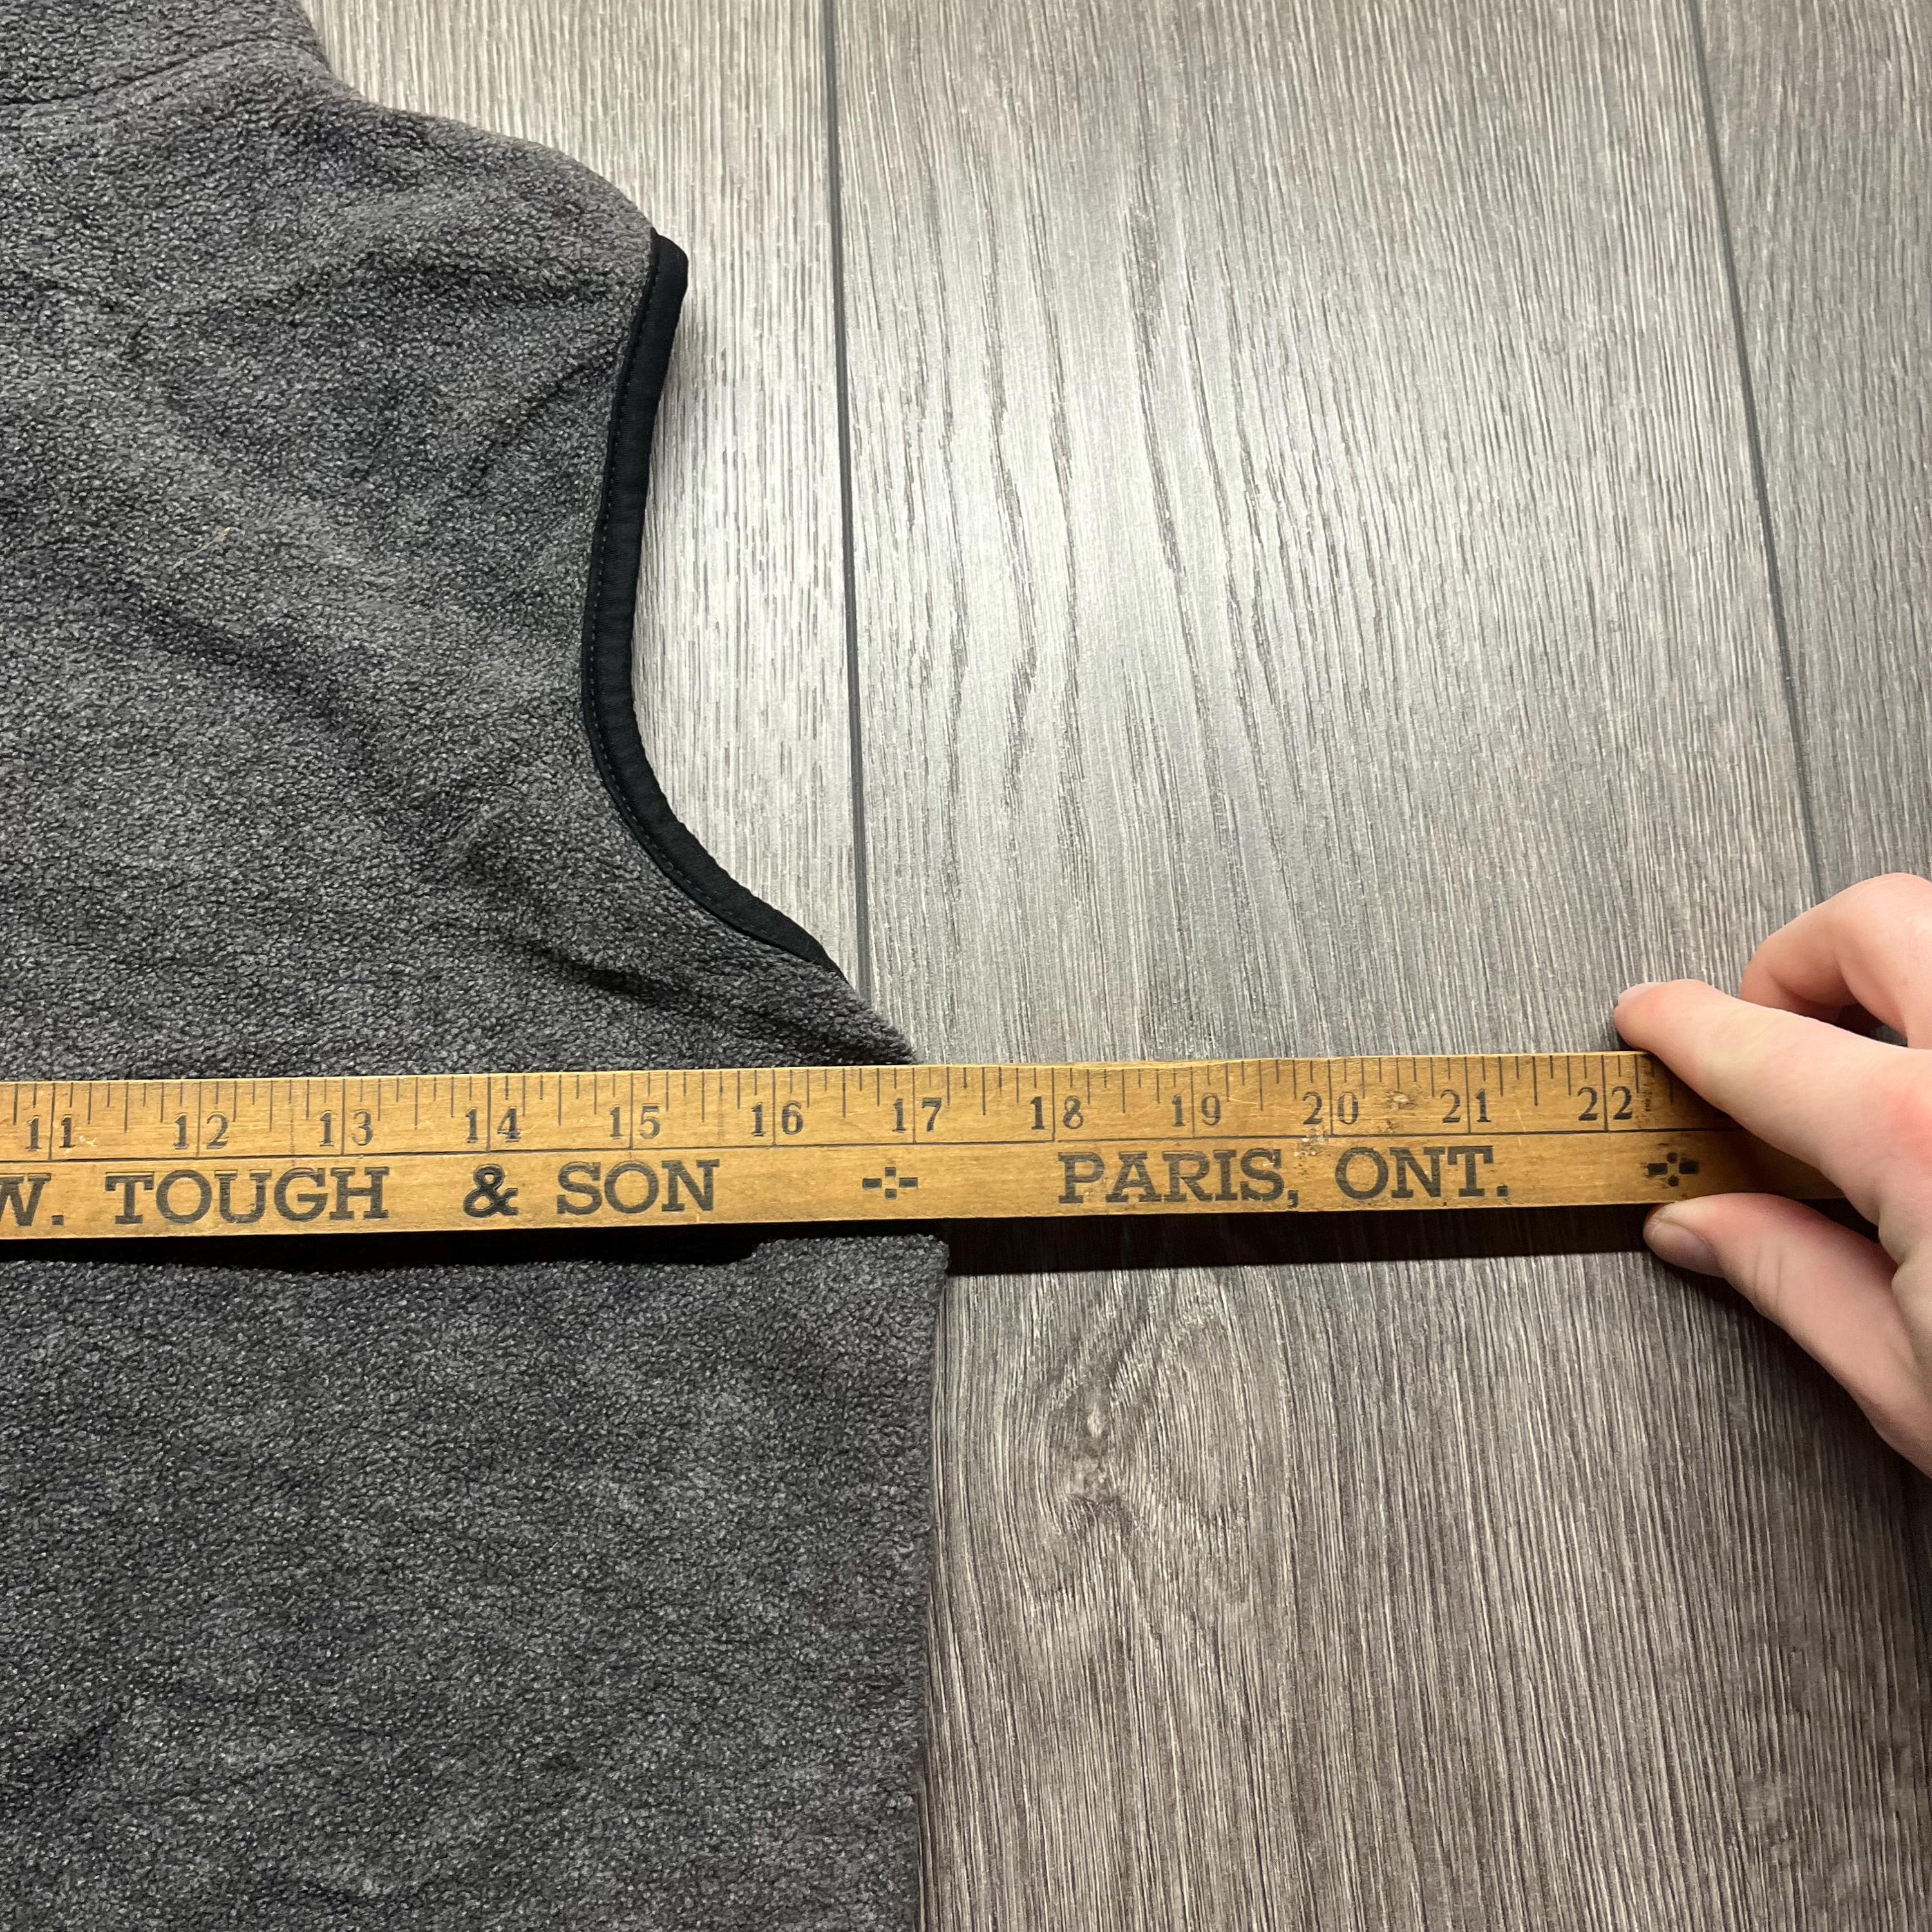 11 12 13 14 15 16 17 18 19 20 21 22
W. TOUGH & SON PARIS, ONT.